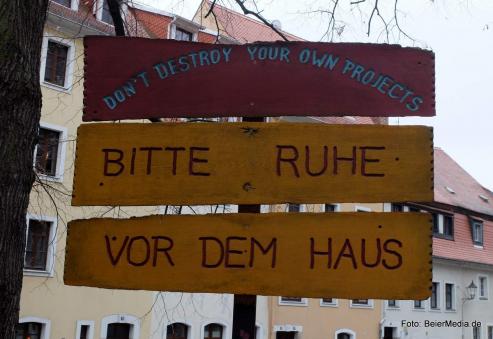 DON'T DESTROY YOUR OWN PROJECTS
BITTE RUHE
VOR DEM HAUS
Foto: BeierMedia.de